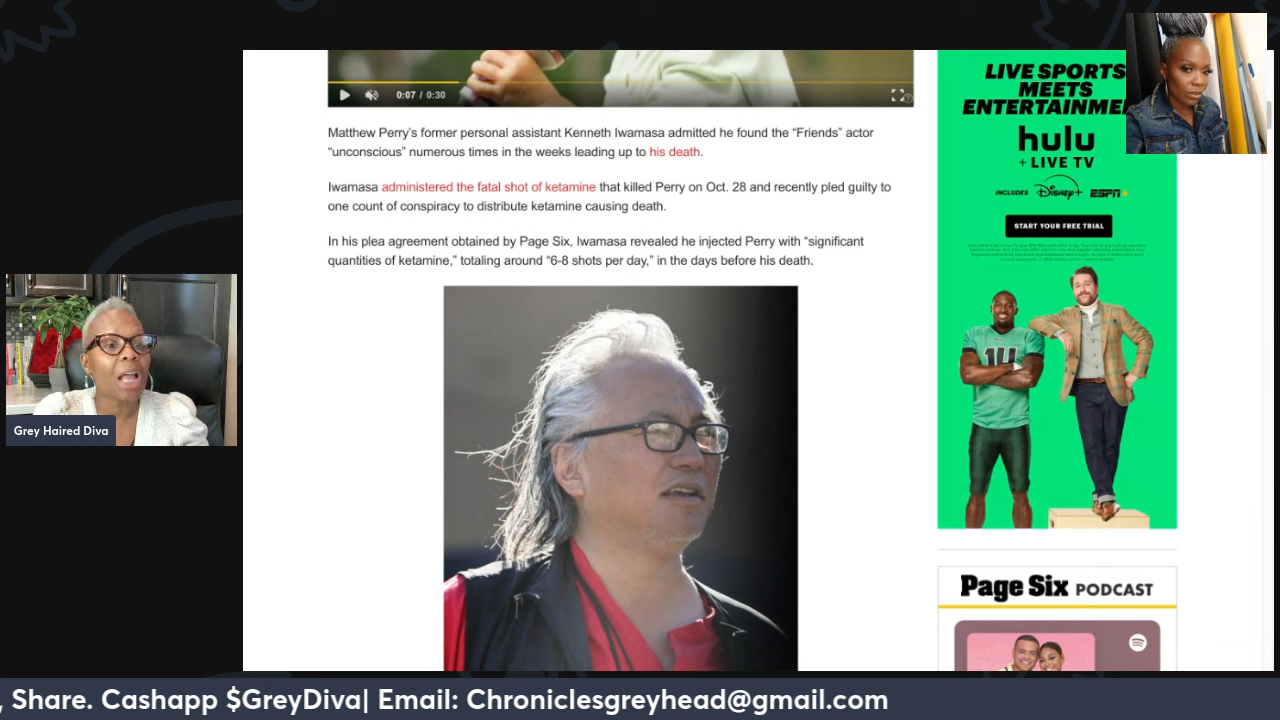 0:07 / 0:30
Matthew Perry’s former personal assistant Kenneth Iwamasa admitted he found the “Friends” actor
“unconscious” numerous times in the weeks leading up to his death.
Iwamasa administered the fatal shot of ketamine that killed Perry on Oct. 28 and recently pled guilty to
one count of conspiracy to distribute ketamine causing death.
In his plea agreement obtained by Page Six, Iwamasa revealed he injected Perry with “significant
quantities of ketamine,” totaling around “6-8 shots per day,” in the days before his death.
LIVE SPORTS
MEETS
hulu
+ LIVE TV
INCLUDES Disney+ ESPN+
START YOUR FREE TRIAL
14
Page Six PODCAST
Grey Haired Diva
, Share. Cashapp $GreyDiva| Email: Chroniclesgreyhead@gmail.com